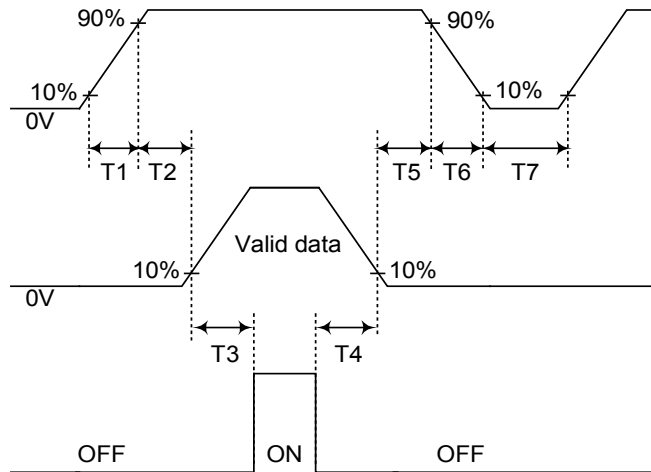 90%
90%
10%
10%
0V
T1
T2
T5
T6
T7
Valid data
10%
10%
0V
T3
T4
OFF
ON
OFF